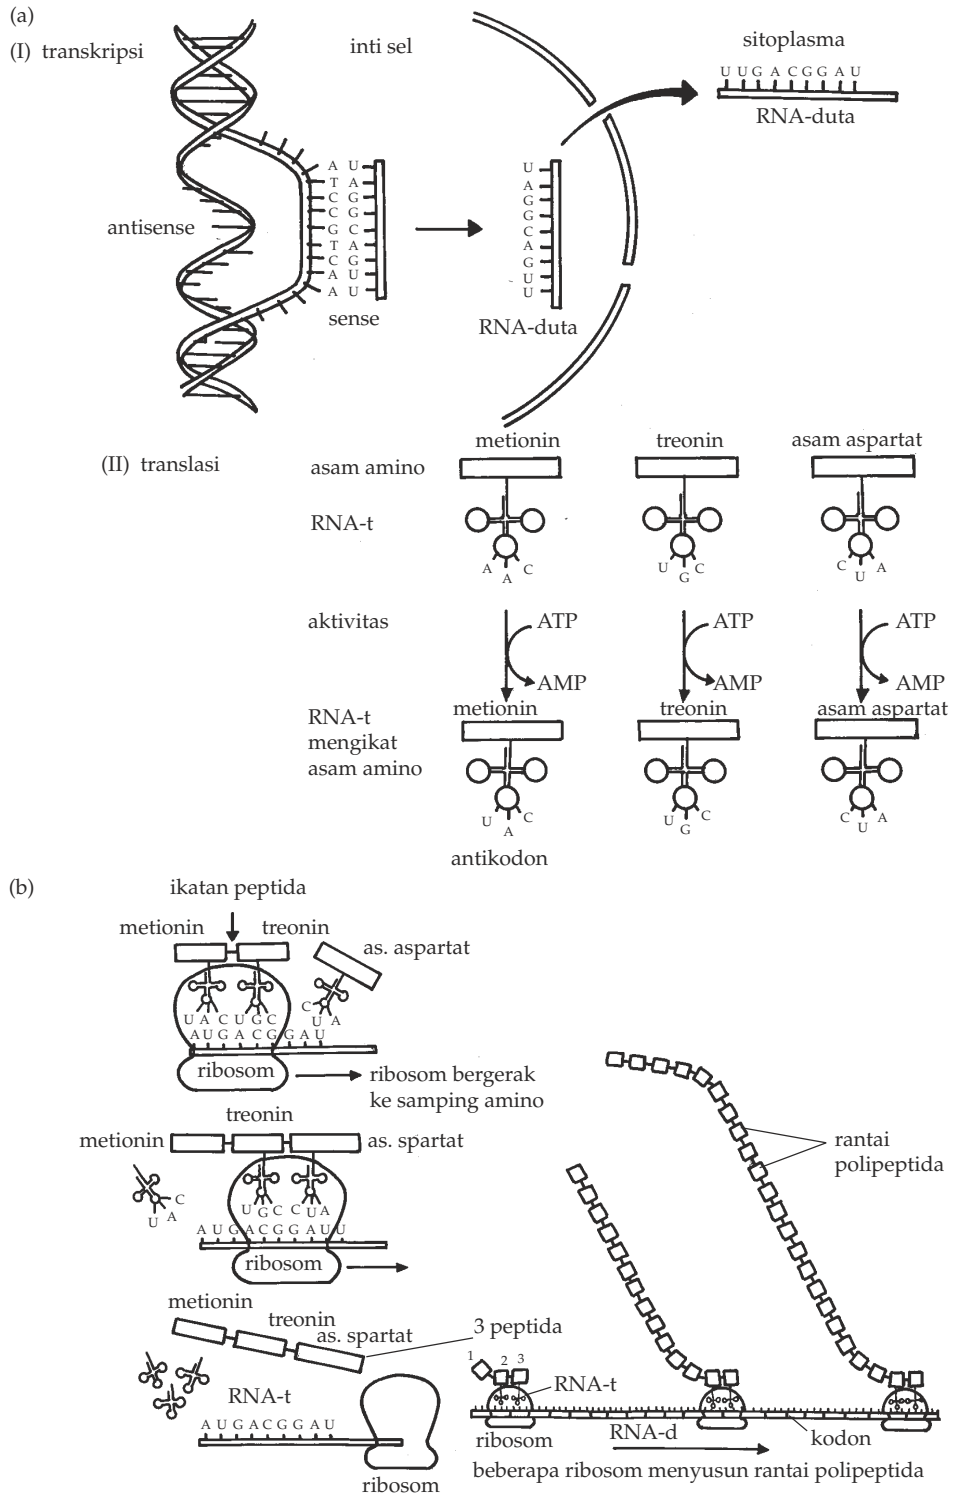 (a)
(I) transkripsi
inti sel
sitoplasma
U U G A C G G A U
RNA-duta
A U
T A
C G
C G
G C
T A
C G
A U
A U
antisense
sense
U
A
G
G
C
A
G
U
U
RNA-duta
(II) translasi
asam amino
metionin
treonin
asam aspartat
RNA-t
A A C
U G C
C U A
aktivitas
ATP
ATP
ATP
AMP
AMP
AMP
RNA-t
mengikat
asam amino
metionin
treonin
asam aspartat
U A C
U G C
C U A
antikodon
(b)
ikatan peptida
metionin
treonin
as. aspartat
U A C U G C
C U A
A U G A C G G A U
ribosom
ribosom bergerak
ke samping amino
treonin
metionin
as. spartat
U A C
U G C C U A
A U G A C G G A U U
ribosom
metionin
treonin
as. spartat
3 peptida
RNA-t
A U G A C G G A U
ribosom
rantai
polipeptida
1
2 3
RNA-t
ribosom
RNA-d
kodon
beberapa ribosom menyusun rantai polipeptida